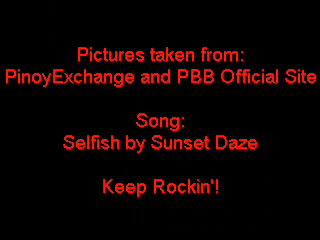 Pictures taken from:
PinoyExchange and PBB Official Site
Song:
Selfish by Sunset Daze
Keep Rockin'!